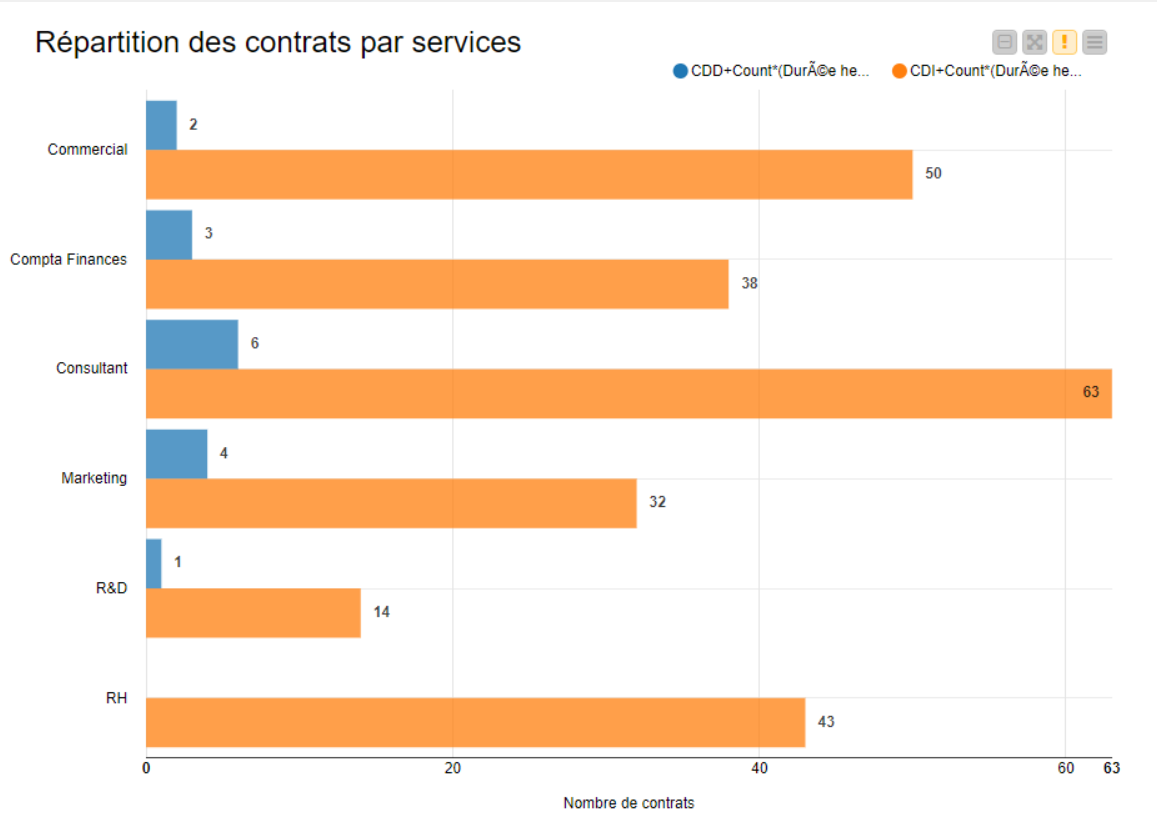 Répartition des contrats par services
!
CDD+Count*(DurÃ©e he... CDI+Count*(DurÃ©e he...
2
Commercial
50
3
Compta Finances
38
6
Consultant
63
4
Marketing
32
1
R&D
14
RH
43
0 20 40 60 63
Nombre de contrats